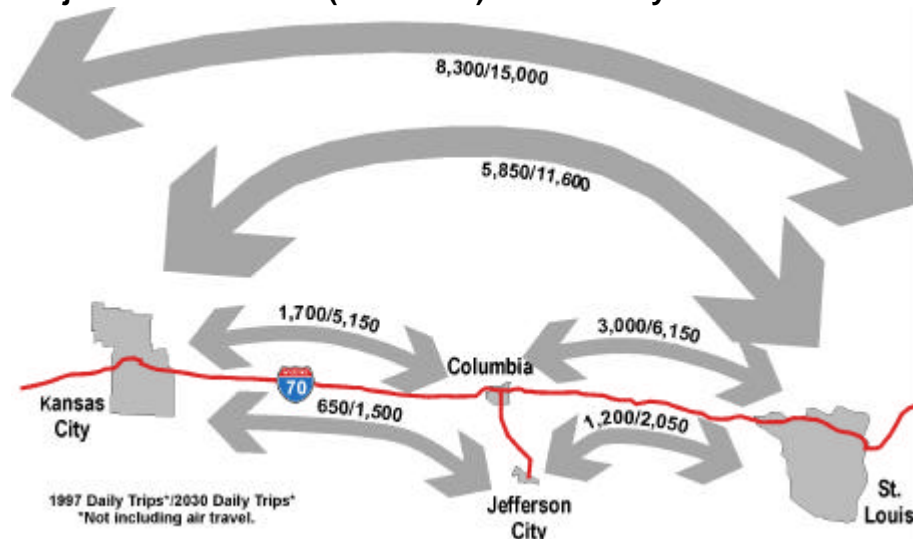 8,300/15,000
5,850/11,600
1,700/5,150
3,000/6,150
Columbia
70
Kansas
City
650/1,500
1,200/2,050
Jefferson
City
St.
Louis
1997 Daily Trips*/2030 Daily Trips*
*Not including air travel.